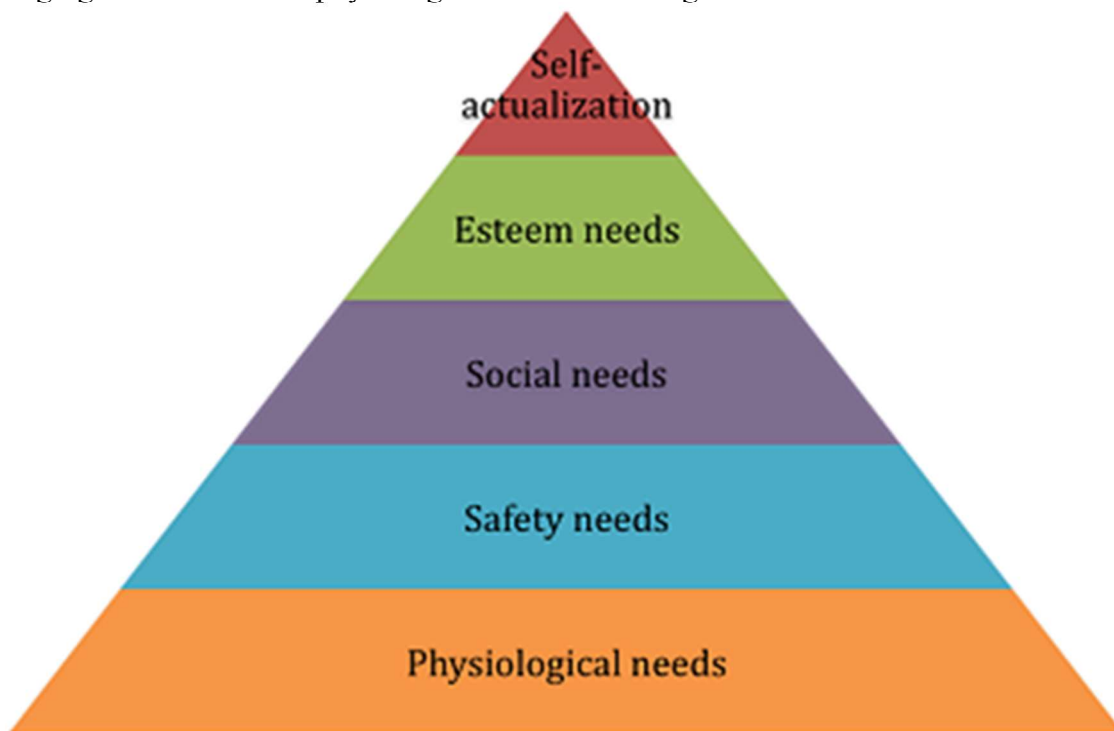 Self-
actualization
Esteem needs
Social needs
Safety needs
Physiological needs